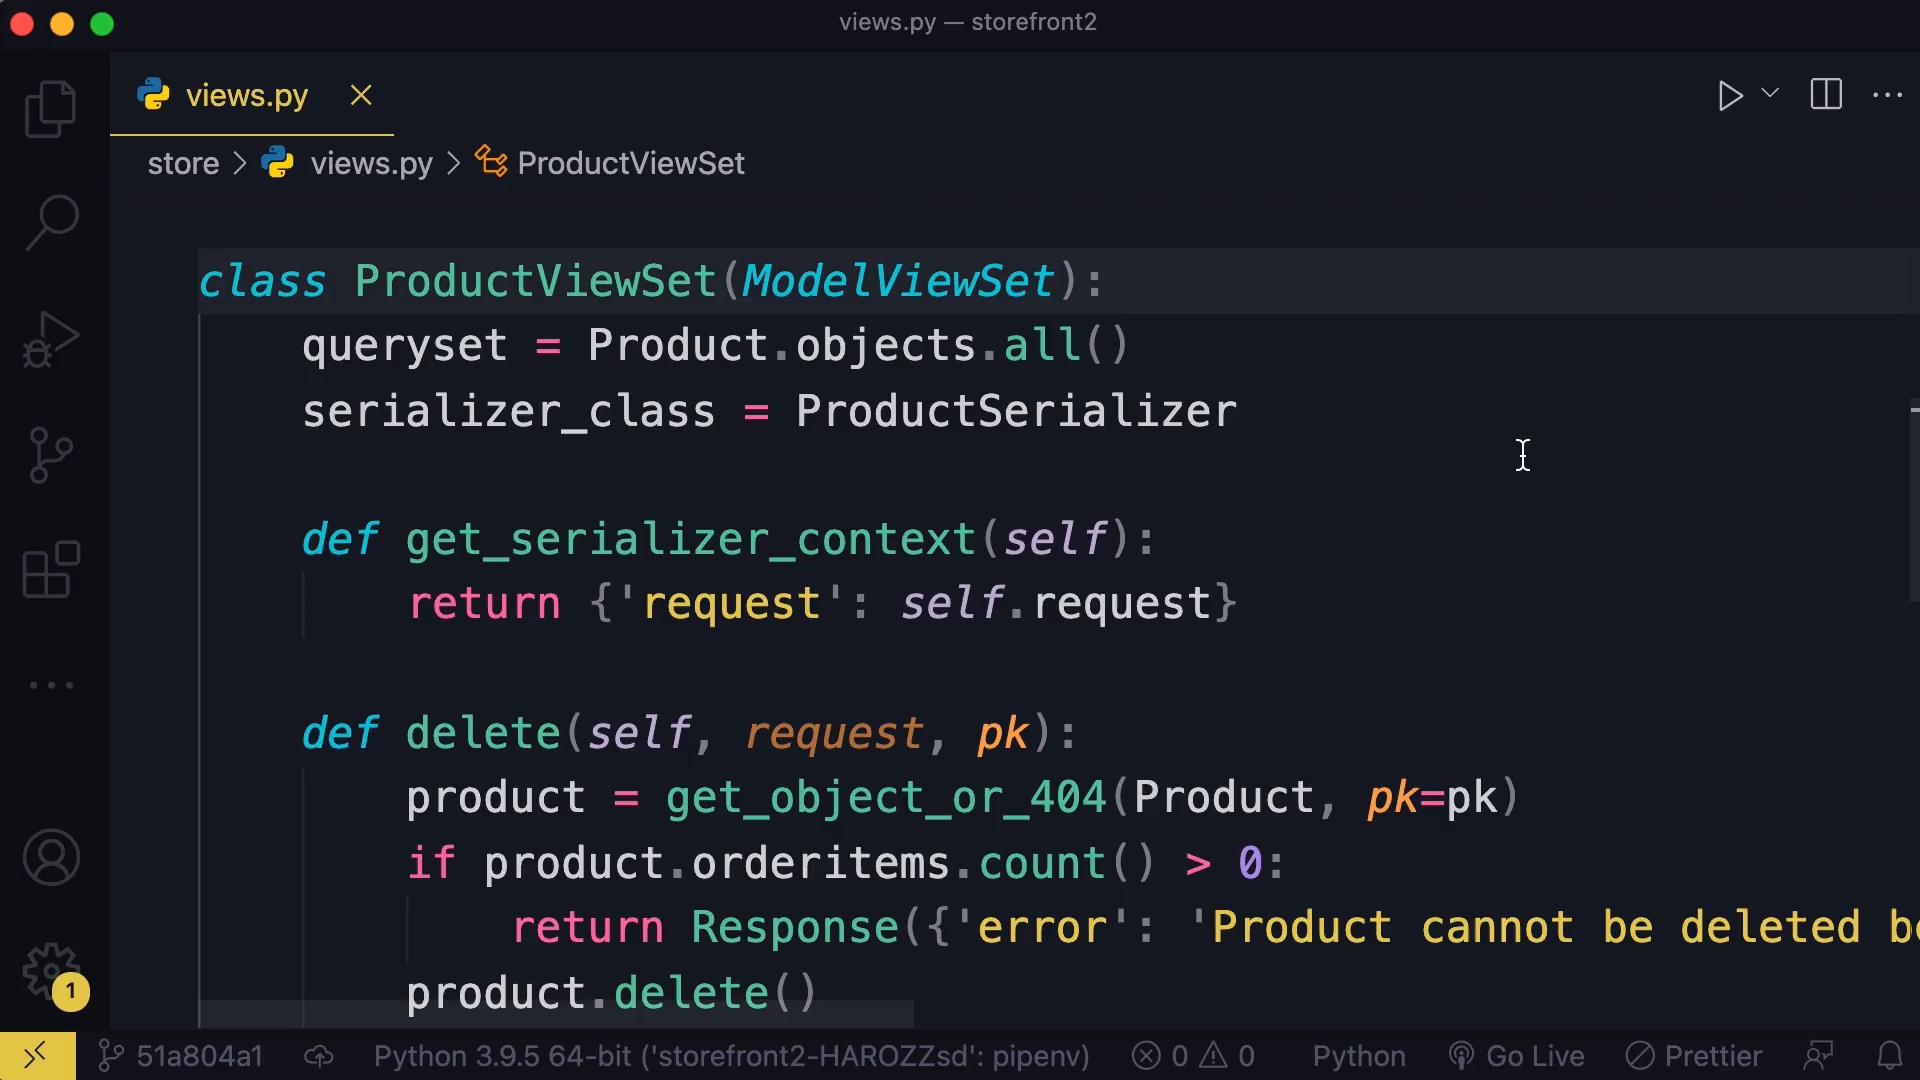 views.py — storefront2
views.py
store > views.py > ProductViewSet
class ProductViewSet(ModelViewSet):
queryset = Product.objects.all()
serializer_class = ProductSerializer
def get_serializer_context(self):
return {'request': self.request}
def delete(self, request, pk):
product = get_object_or_404(Product, pk=pk)
if product.orderitems.count() > 0:
return Response({'error': 'Product cannot be deleted be
product.delete()
1
51a804a1 Python 3.9.5 64-bit ('storefront2-HAROZZsd': pipenv) 0 0 Python Go Live Prettier